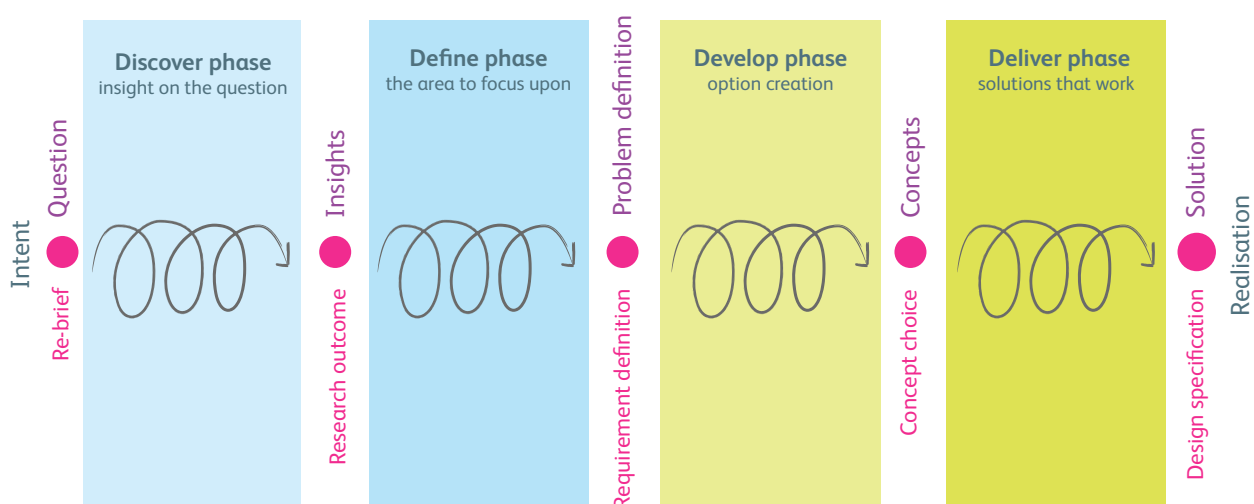 Intent
Question
Re-brief
Discover phase
insight on the question
Insights
Research outcome
Define phase
the area to focus upon
Problem definition
Requirement definition
Develop phase
option creation
Concepts
Concept choice
Deliver phase
solutions that work
Solution
Design specification
Realisation